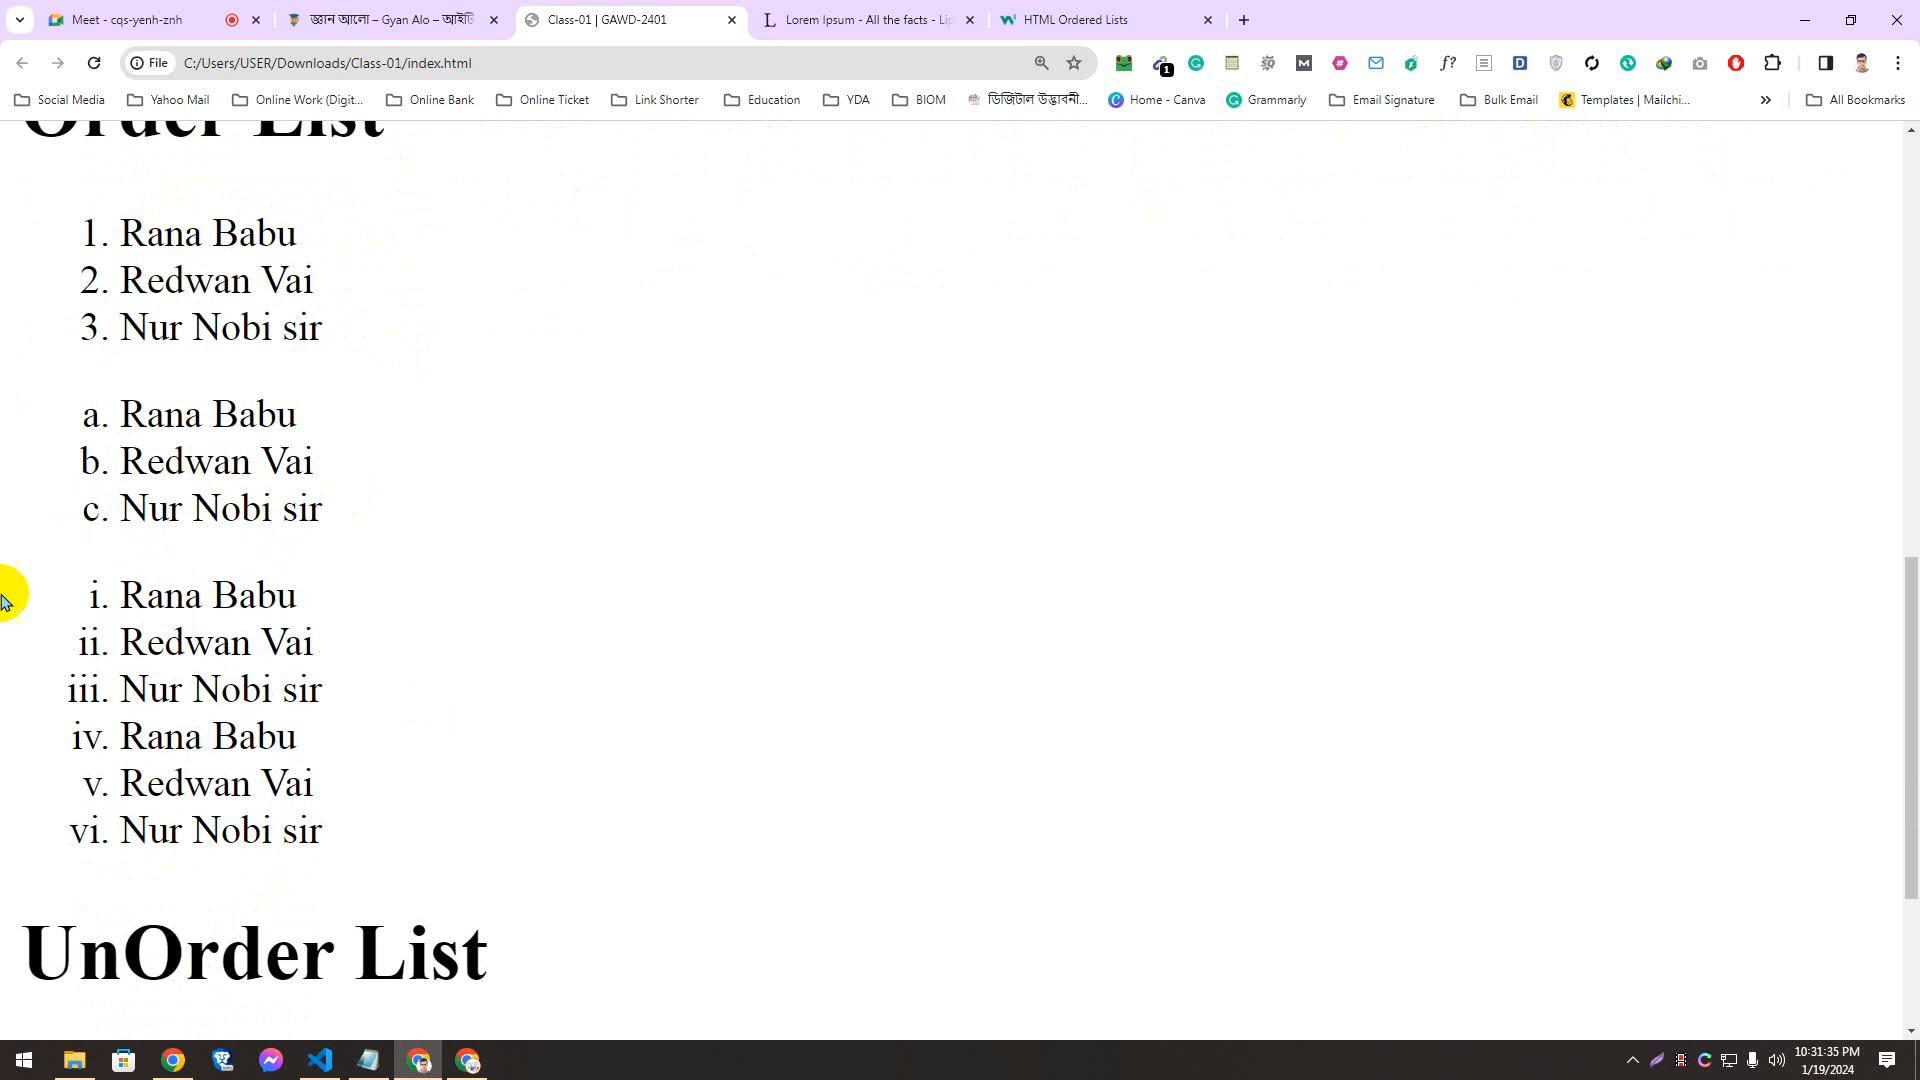 Meet - cqs-yenh-znh
জ্ঞান আলো – Gyan Alo – আইটি
Class-01 | GAWD-2401
Lorem Ipsum - All the facts - Lip
HTML Ordered Lists
File
C:/Users/USER/Downloads/Class-01/index.html
Social Media
Yahoo Mail
Online Work (Digit...
Online Bank
Online Ticket
Link Shorter
Education
YDA
BIOM
ডিজিটাল উদ্ভাবনী...
Home - Canva
Grammarly
Email Signature
Bulk Email
Templates | Mailchi...
All Bookmarks
Order List
1. Rana Babu
2. Redwan Vai
3. Nur Nobi sir
a. Rana Babu
b. Redwan Vai
c. Nur Nobi sir
i. Rana Babu
ii. Redwan Vai
iii. Nur Nobi sir
iv. Rana Babu
v. Redwan Vai
vi. Nur Nobi sir
UnOrder List
10:31:35 PM
1/19/2024